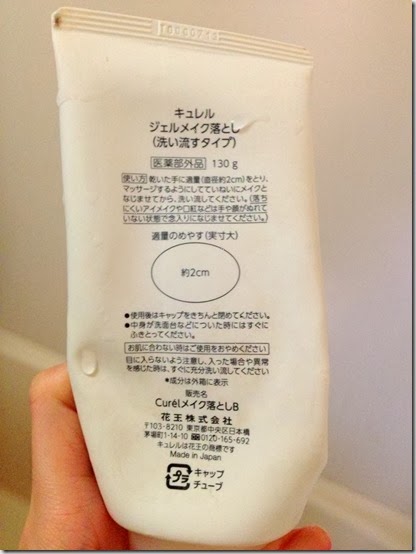 キュレル
ジェルメイク落とし
(洗い流すタイプ)
医薬部外品 130g
使い方 乾いた手に適量(直径約2cm)をとり、
マッサージするようにしてていねいにメイクと
なじませてから、洗い流してください。(落ち
にくいアイメイクや口紅などは手や顔がぬれて
いない状態で念入りになじませてください。)
適量のめやす(実寸大)
約2cm
●使用後はキャップをきちんと閉めてください。
●中身が洗面台などについた時にはすぐに
ふきとってください。
お肌に合わない時はご使用をおやめください
目に入らないよう注意し、入った場合や異常
を感じた時は、すぐに充分洗い流してください。
●成分は外箱に表示
販売名
Curélメイク落としB
花王株式会社
〒103-8210 東京都中央区日本橋
茅場町1-14-10 0120-165-692
キュレルは花王の商標です
Made in Japan
プラ
キャップ
チューブ